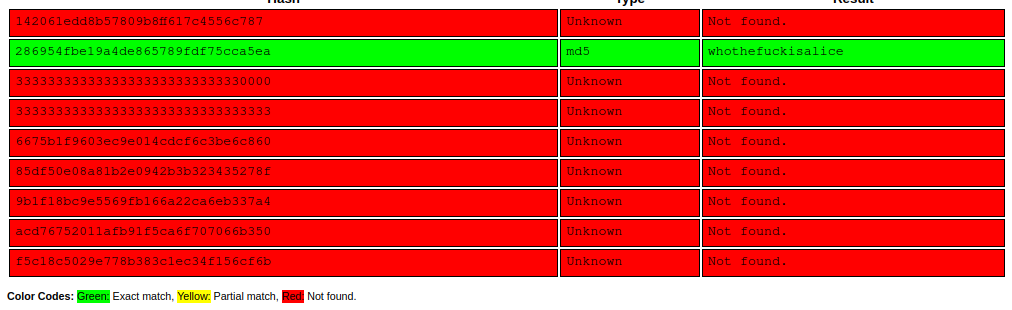 Hash Type Result
142061edd8b57809b8ff617c4556c787 Unknown Not found.
286954fbe19a4de865789fdf75cca5ea md5 whothefuckisalice
33333333333333333333333333330000 Unknown Not found.
33333333333333333333333333333333 Unknown Not found.
6675b1f9603ec9e014cdcf6c3be6c860 Unknown Not found.
85df50e08a81b2e0942b3b323435278f Unknown Not found.
9b1f18bc9e5569fb166a22ca6eb337a4 Unknown Not found.
acd76752011afb91f5ca6f707066b350 Unknown Not found.
f5c18c5029e778b383c1ec34f156cf6b Unknown Not found.
Color Codes: Green: Exact match, Yellow: Partial match, Red: Not found.